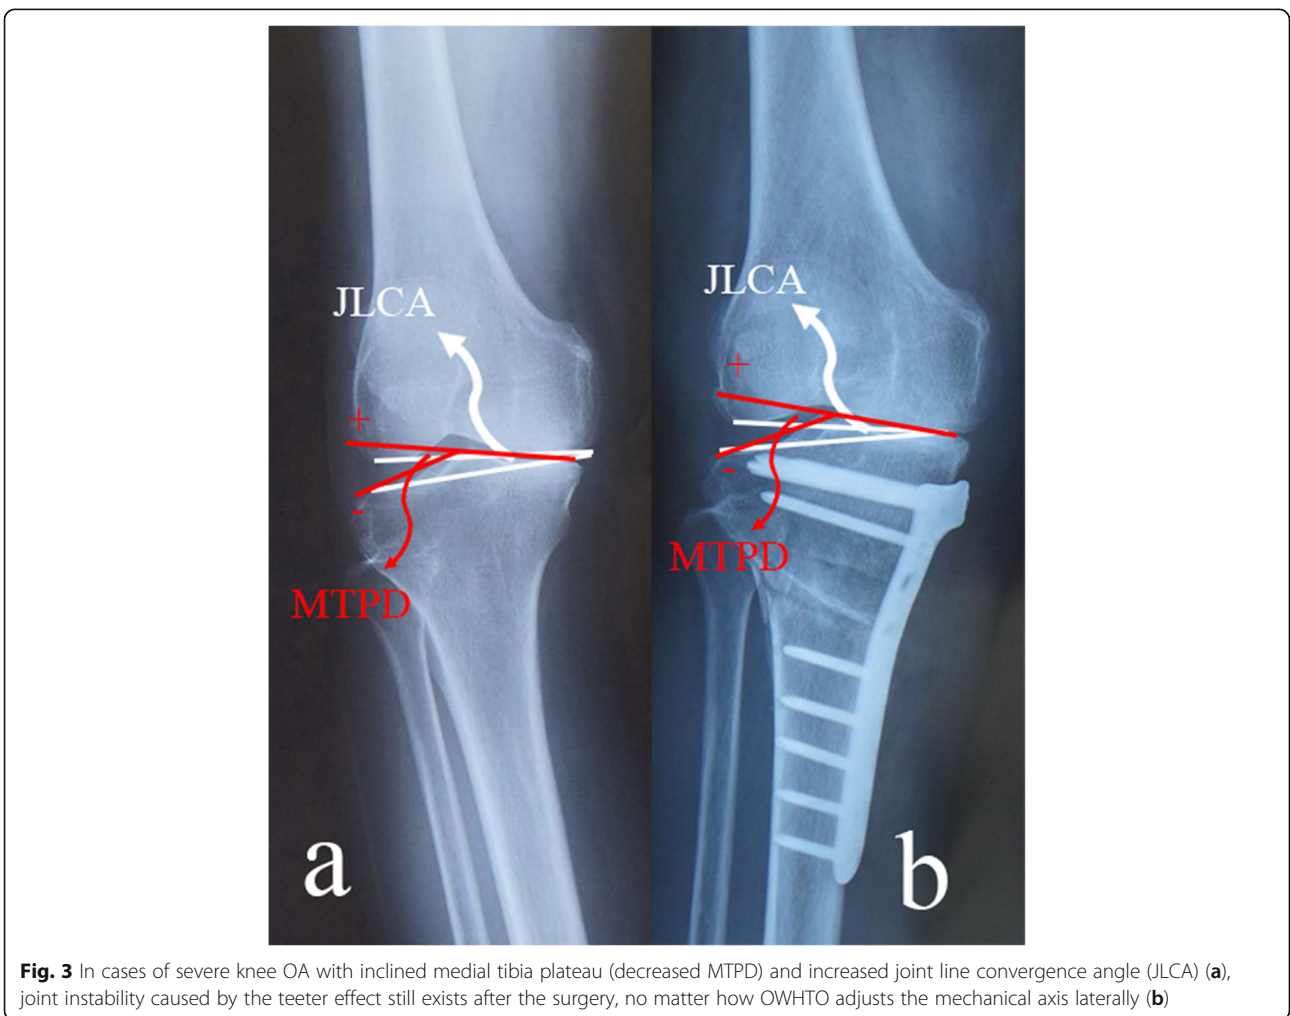 JLCA
+
-
MTPD
a
JLCA
+
-
MTPD
b
Fig. 3 In cases of severe knee OA with inclined medial tibia plateau (decreased MTPD) and increased joint line convergence angle (JLCA) (a),
joint instability caused by the teeter effect still exists after the surgery, no matter how OWHTO adjusts the mechanical axis laterally (b)